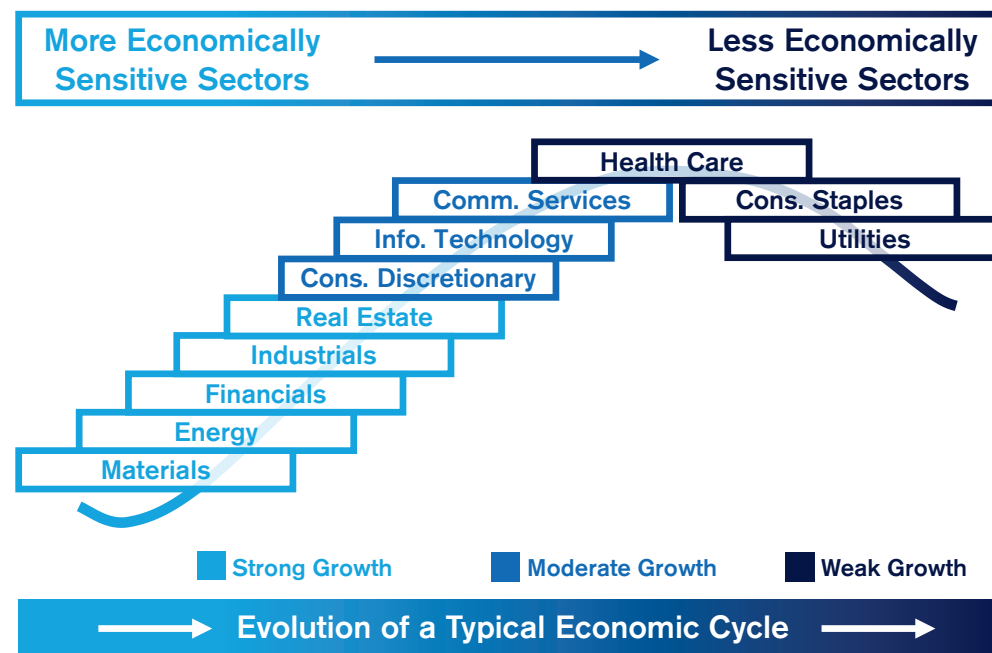 More Economically
Sensitive Sectors
Less Economically
Sensitive Sectors
Health Care
Comm. Services
Cons. Staples
Info. Technology
Utilities
Cons. Discretionary
Real Estate
Industrials
Financials
Energy
Materials
Strong Growth
Moderate Growth
Weak Growth
Evolution of a Typical Economic Cycle